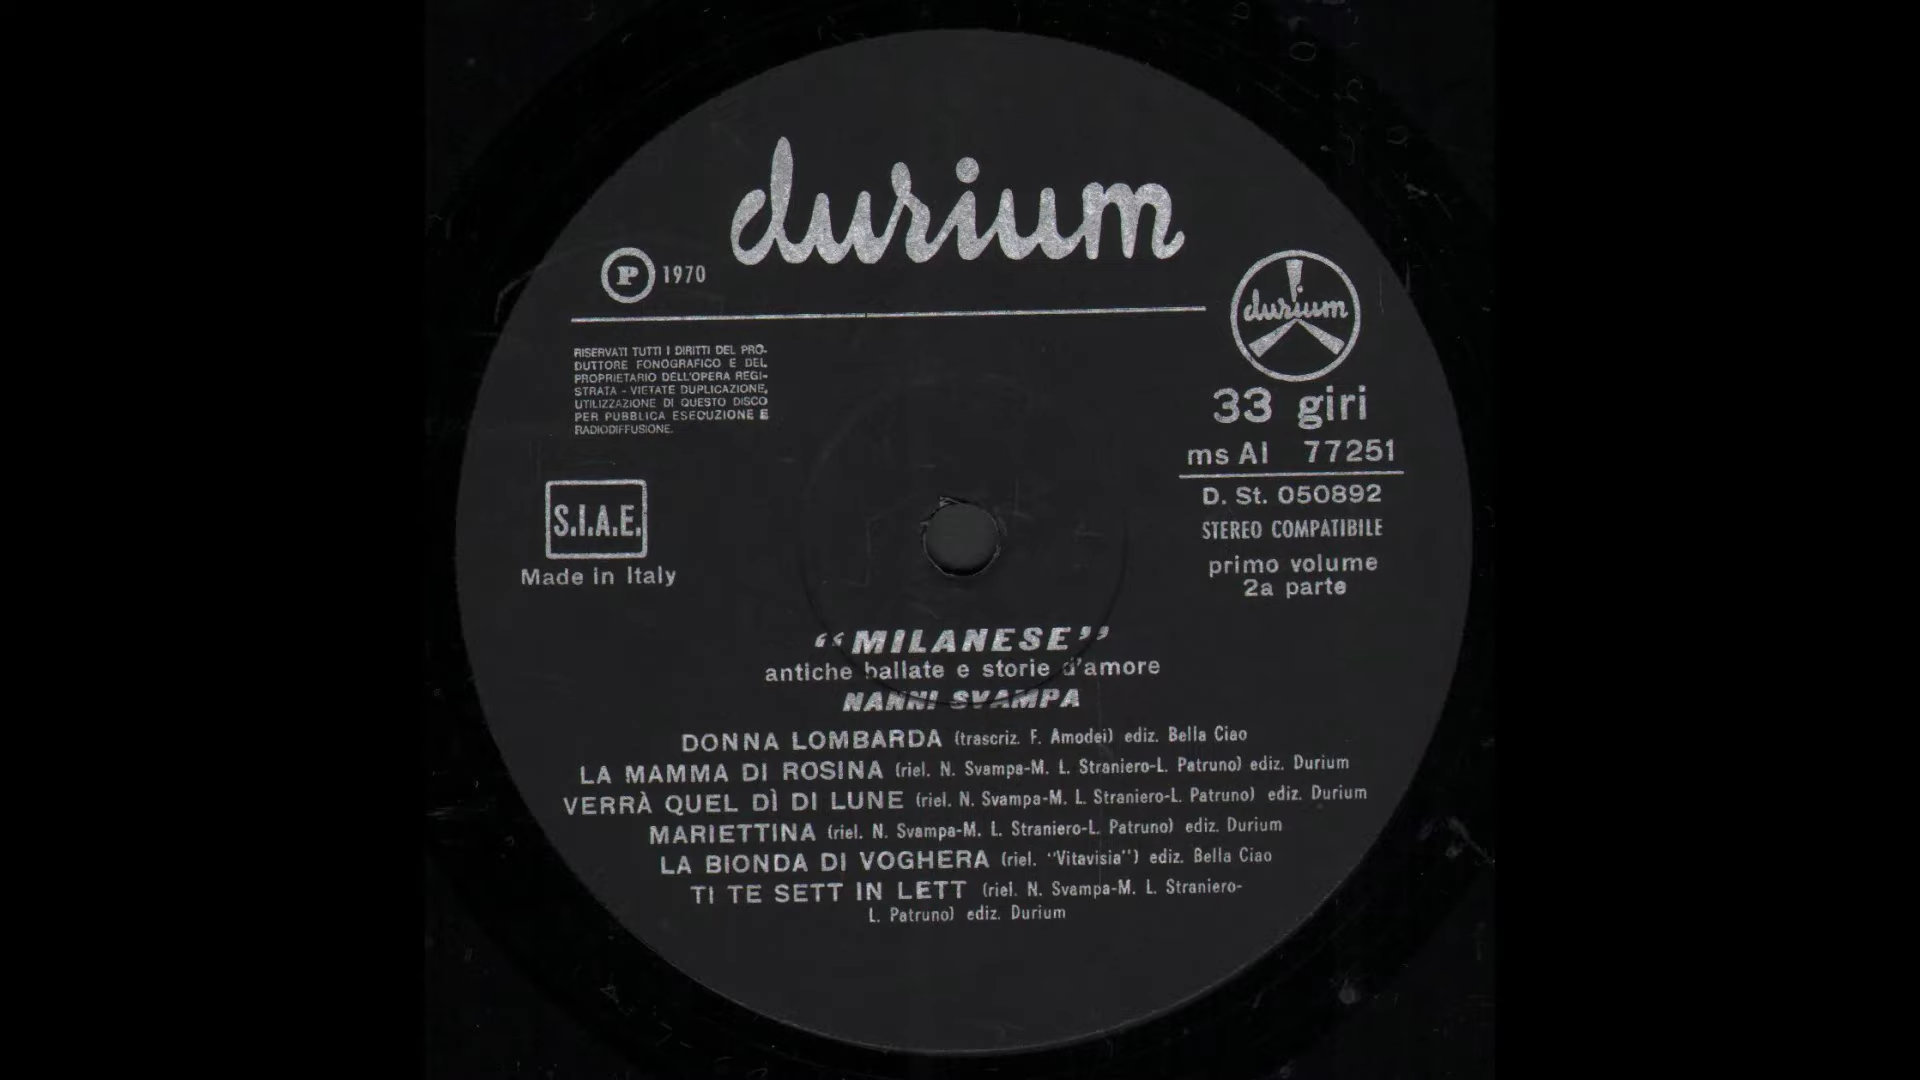 durium
P 1970
durium
RISERVATI TUTTI I DIRITTI DEL PRO-
DUTTORE FONOGRAFICO E DEL
PROPRIETARIO DELL'OPERA REGI-
STRATA - VIETATE DUPLICAZIONE,
UTILIZZAZIONE DI QUESTO DISCO
PER PUBBLICA ESECUZIONE E
RADIODIFFUSIONE.
33 giri
ms AI 77251
D. St. 050892
STEREO COMPATIBILE
primo volume
2a parte
S.I.A.E.
Made in Italy
“MILANESE”
antiche ballate e storie d'amore
NANNI SVAMPA
DONNA LOMBARDA (trascriz. F. Amodei) ediz. Bella Ciao
LA MAMMA DI ROSINA (riel. N. Svampa-M. L. Straniero-L. Patruno) ediz. Durium
VERRÀ QUEL DÌ DI LUNE (riel. N. Svampa-M. L. Straniero-L. Patruno) ediz. Durium
MARIETTINA (riel. N. Svampa-M. L. Straniero-L. Patruno) ediz. Durium
LA BIONDA DI VOGHERA (riel. "Vitavisia") ediz. Bella Ciao
TI TE SETT IN LETT (riel. N. Svampa-M. L. Straniero-
L. Patruno) ediz. Durium